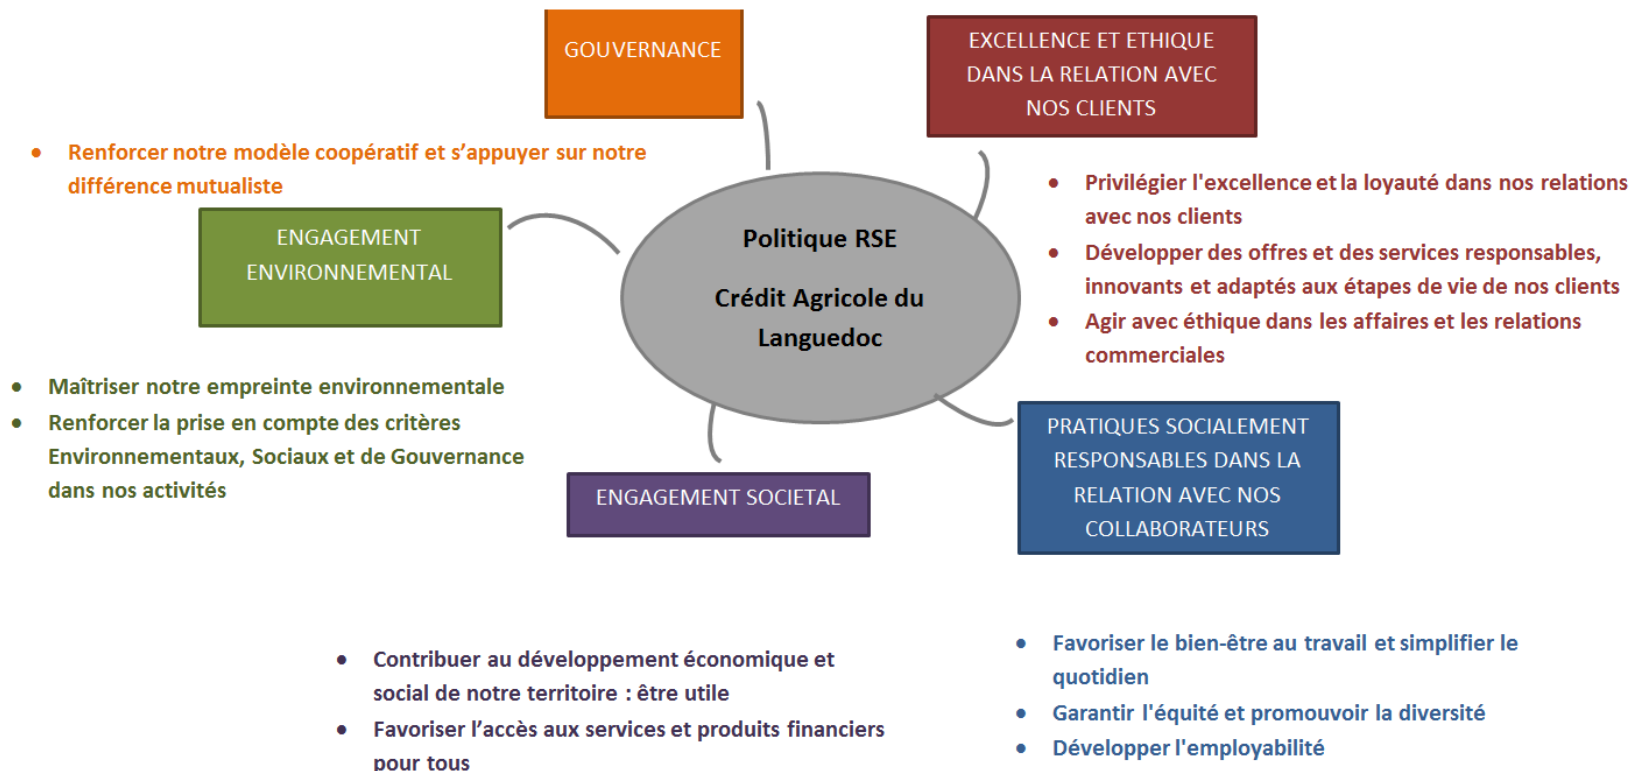 GOUVERNANCE
EXCELLENCE ET ETHIQUE
DANS LA RELATION AVEC
NOS CLIENTS
• Renforcer notre modèle coopératif et s’appuyer sur notre
différence mutualiste
• Privilégier l'excellence et la loyauté dans nos relations
avec nos clients
• Développer des offres et des services responsables,
innovants et adaptés aux étapes de vie de nos clients
• Agir avec éthique dans les affaires et les relations
commerciales
ENGAGEMENT
ENVIRONNEMENTAL
Politique RSE
Crédit Agricole du
Languedoc
• Maîtriser notre empreinte environnementale
• Renforcer la prise en compte des critères
Environnementaux, Sociaux et de Gouvernance
dans nos activités
ENGAGEMENT SOCIETAL
PRATIQUES SOCIALEMENT
RESPONSABLES DANS LA
RELATION AVEC NOS
COLLABORATEURS
• Contribuer au développement économique et
social de notre territoire : être utile
• Favoriser l’accès aux services et produits financiers
pour tous
• Favoriser le bien-être au travail et simplifier le
quotidien
• Garantir l'équité et promouvoir la diversité
• Développer l'employabilité